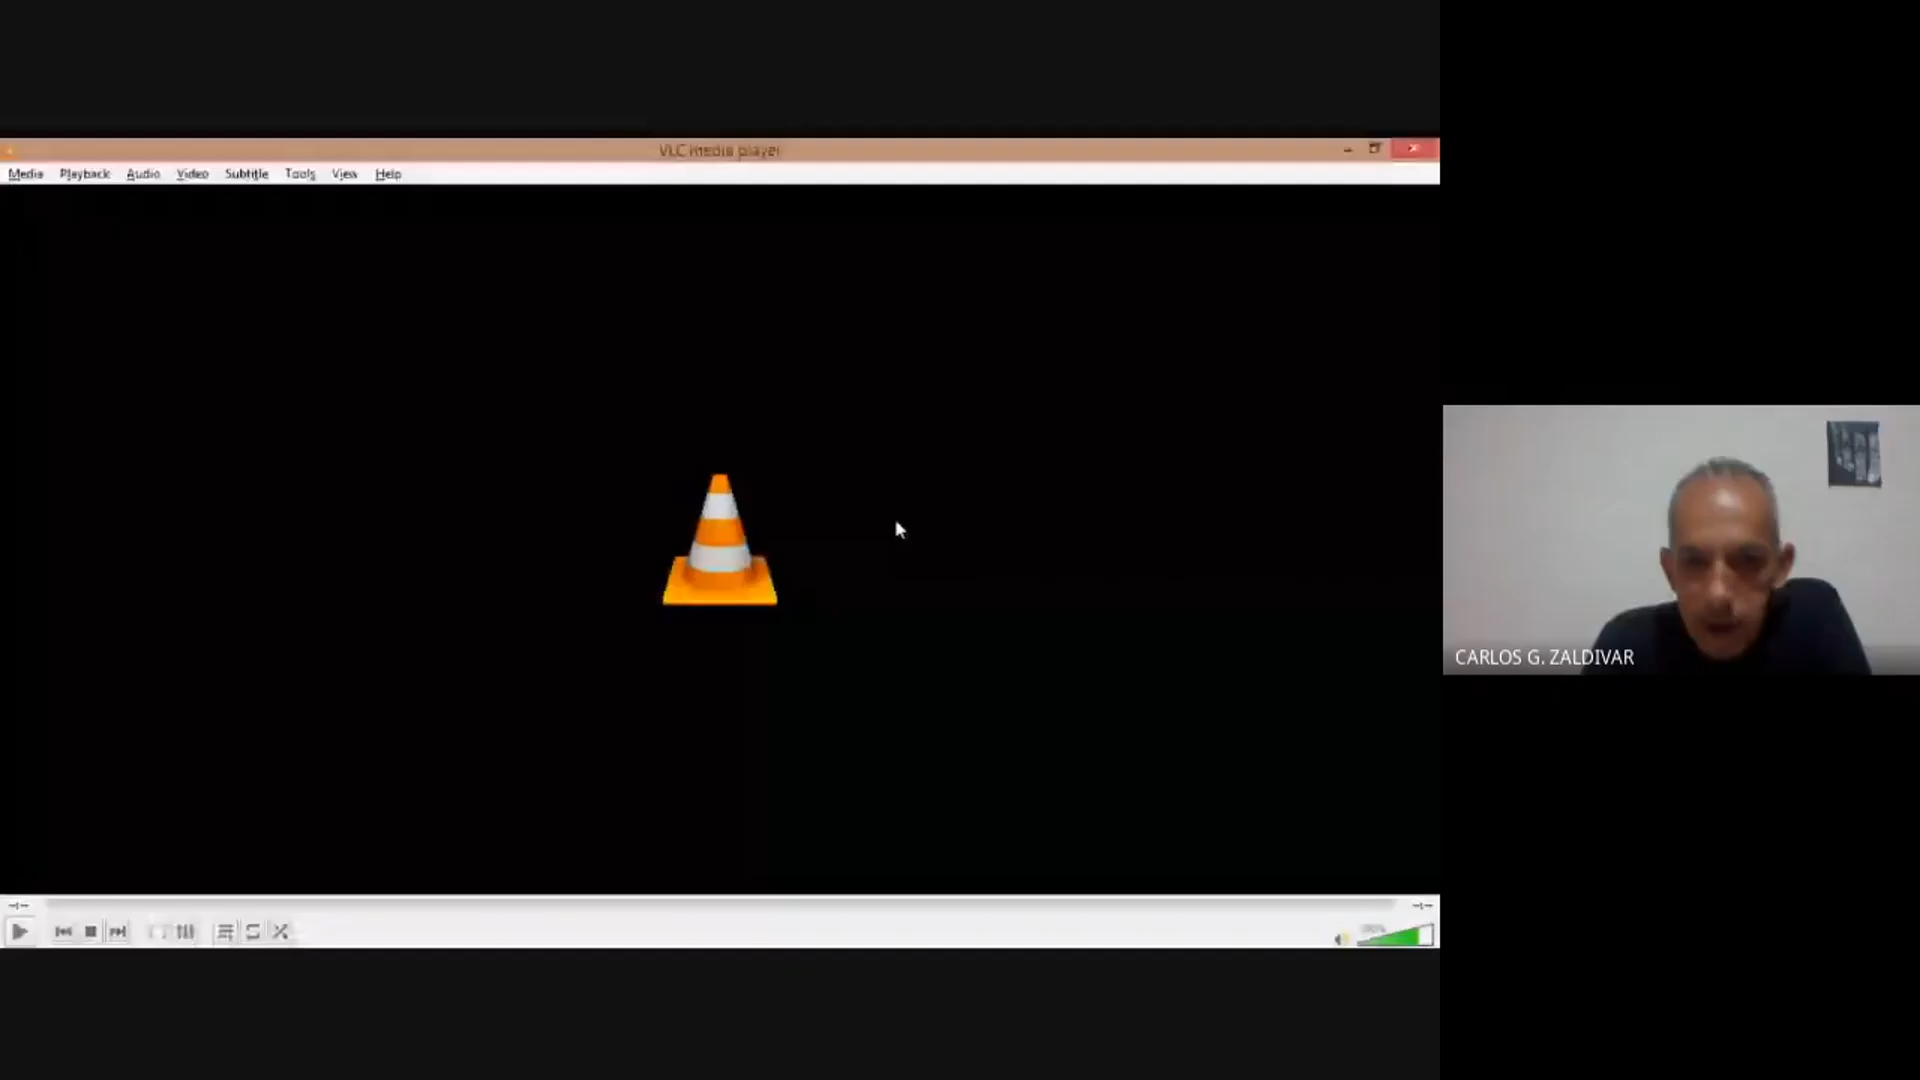 VLC media player
Media Playback Audio Video Subtitle Tools View Help
CARLOS G. ZALDIVAR
--:--
--:--